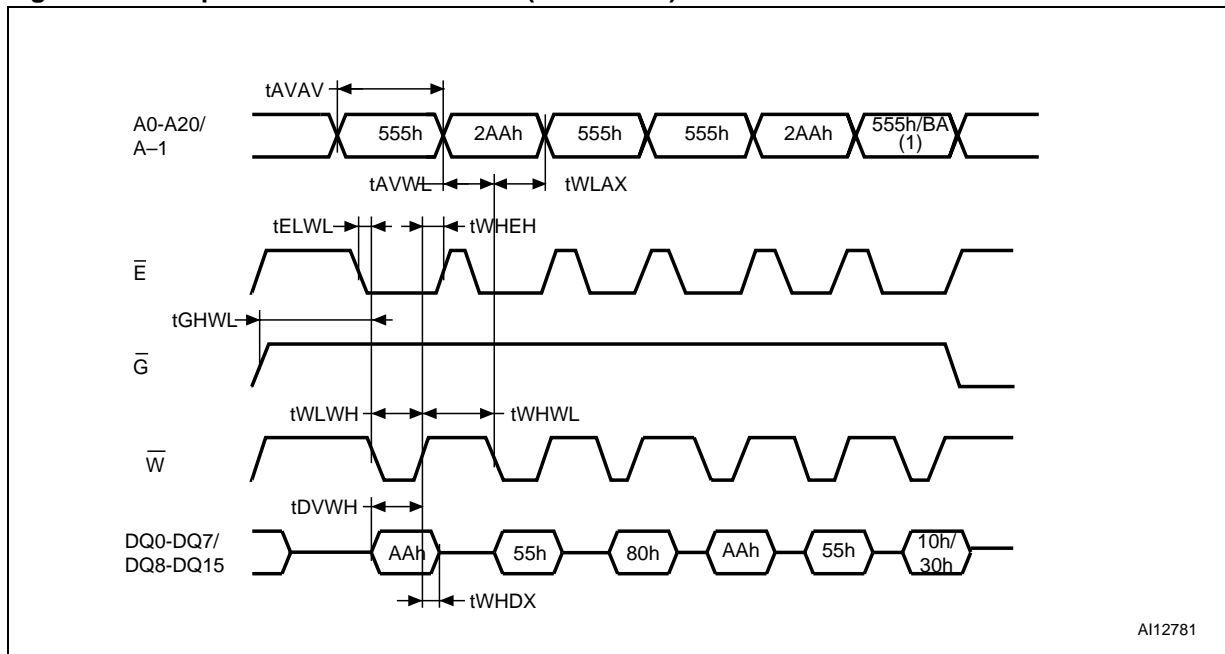 tAVAV
A0-A20/
A–1
555h
2AAh
555h
555h
2AAh
555h/BA
(1)
tAVWL
tWLAX
tELWL
tWHEH
E
tGHWL
G
tWLWH
tWHWL
W
tDVWH
DQ0-DQ7/
DQ8-DQ15
AAh
55h
80h
AAh
55h
10h/
30h
tWHDX
AI12781